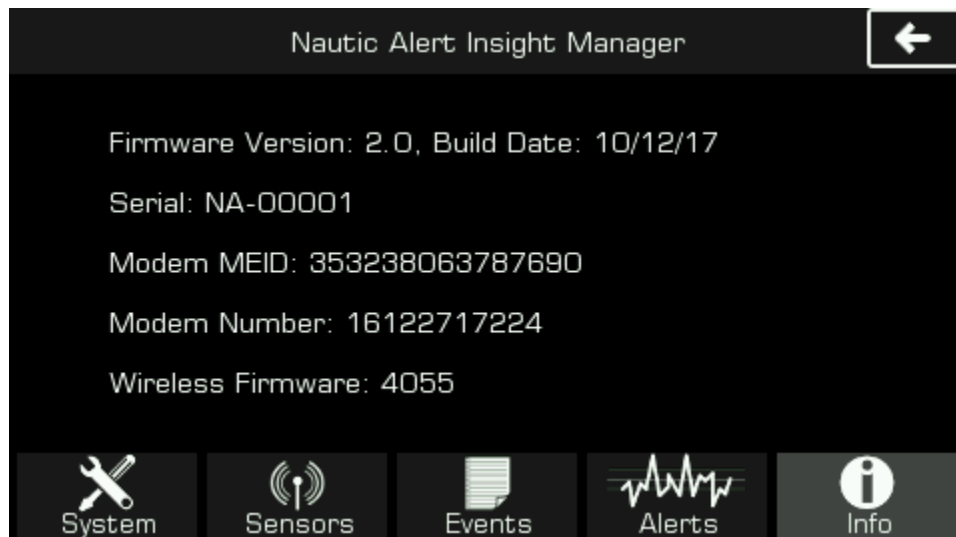 Nautic Alert Insight Manager
Firmware Version: 2.0, Build Date: 10/12/17
Serial: NA-00001
Modem MEID: 353238063787690
Modem Number: 16122717224
Wireless Firmware: 4055
System Sensors Events Alerts Info